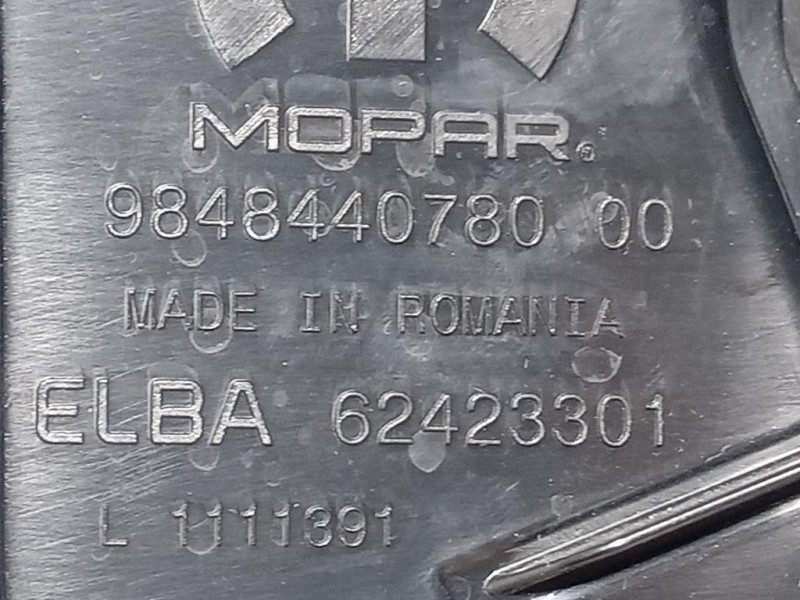 MOPAR.
9848440780 00
MADE IN ROMANIA
ELBA 62423301
L 1111391